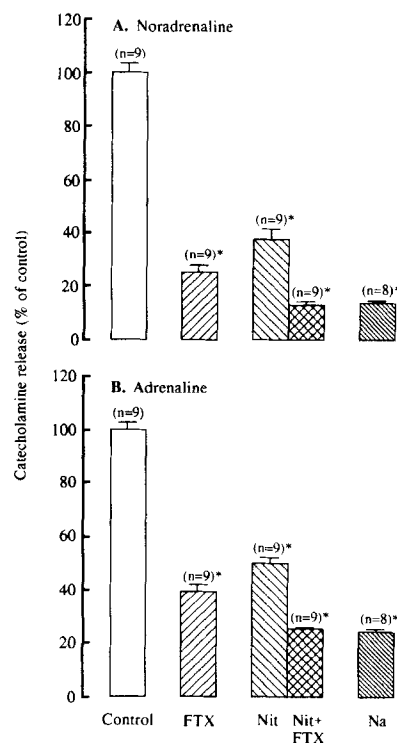 Catecholamine release (% of control)
A. Noradrenaline
120
100
80
60
40
20
0
(n=9)
(n=9)*
(n=9)*
(n=9)*
(n=8)*
B. Adrenaline
120
100
80
60
40
20
0
(n=9)
(n=9)*
(n=9)*
(n=9)*
(n=8)*
Control FTX Nit Nit+ Na
FTX